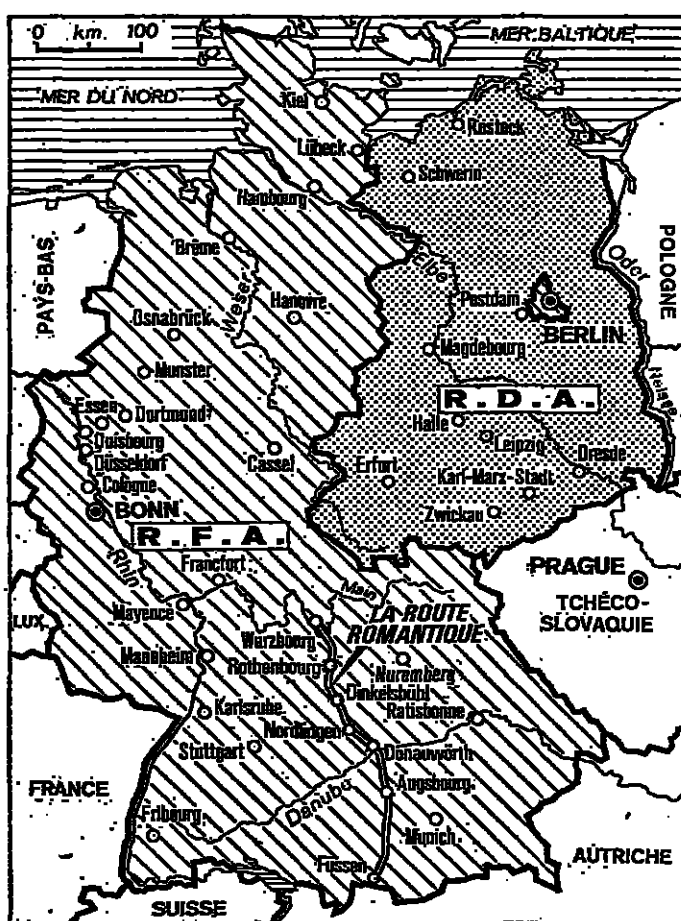 0 km. 100
MER BALTIQUE
MER DU NORD
Kiel
Rostock
Lübeck
Schwerin
Hambourg
Brême
Elbe
POLOGNE
Oder
PAYS-BAS
Weser
Hanovre
Postdam
BERLIN
Osnabrück
Magdebourg
Munster
Neisse
R.D.A.
Essen
Dortmund
Halle
Duisbourg
Leipzig
Düsseldorf
Cassel
Erfurt
Dresde
Karl-Marx-Stadt
Cologne
BONN
Zwickau
R.F.A.
Rhin
Francfort
PRAGUE
Main
TCHÉCO-
SLOVAQUIE
LUX.
Mayence
LA ROUTE
ROMANTIQUE
Warzbourg
Mannheim
Rothenbourg
Nuremberg
Dinkelsbühl
Karlsruhe
Ratisbonne
Nordlingen
Stuttgart
Donauwörth
FRANCE
Augsbourg
Danube
Fribourg
Munich
AUTRICHE
Füssen
SUISSE